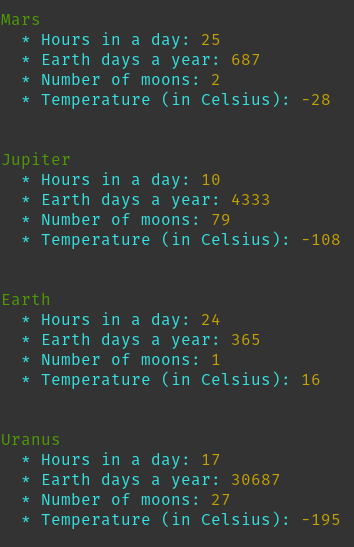 Mars
* Hours in a day: 25
* Earth days a year: 687
* Number of moons: 2
* Temperature (in Celsius): -28
Jupiter
* Hours in a day: 10
* Earth days a year: 4333
* Number of moons: 79
* Temperature (in Celsius): -108
Earth
* Hours in a day: 24
* Earth days a year: 365
* Number of moons: 1
* Temperature (in Celsius): 16
Uranus
* Hours in a day: 17
* Earth days a year: 30687
* Number of moons: 27
* Temperature (in Celsius): -195